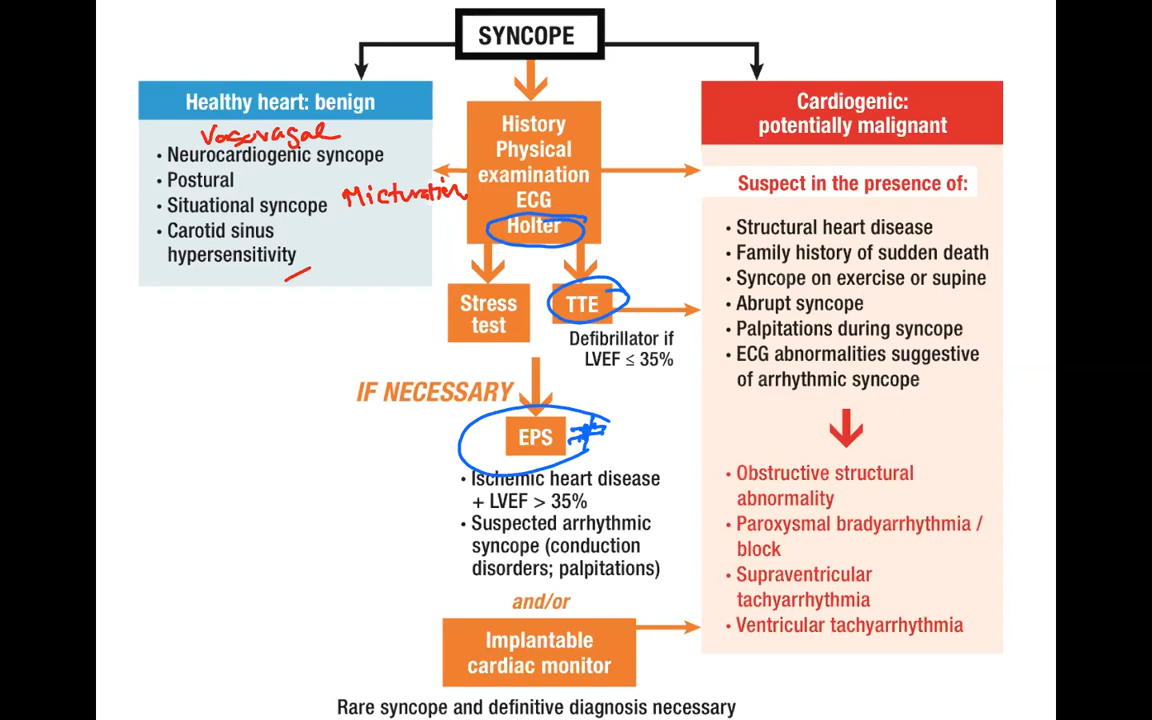 SYNCOPE
Healthy heart: benign
Vasovagal
• Neurocardiogenic syncope
• Postural
• Situational syncope
Micturation
• Carotid sinus
hypersensitivity
History
Physical
examination
ECG
Holter
Stress
test
TTE
Defibrillator if
LVEF ≤ 35%
IF NECESSARY
EPS
• Ischemic heart disease
+ LVEF > 35%
• Suspected arrhythmic
syncope (conduction
disorders; palpitations)
and/or
Implantable
cardiac monitor
Rare syncope and definitive diagnosis necessary
Cardiogenic:
potentially malignant
Suspect in the presence of:
• Structural heart disease
• Family history of sudden death
• Syncope on exercise or supine
• Abrupt syncope
• Palpitations during syncope
• ECG abnormalities suggestive
of arrhythmic syncope
• Obstructive structural
abnormality
• Paroxysmal bradyarrhythmia /
block
• Supraventricular
tachyarrhythmia
• Ventricular tachyarrhythmia